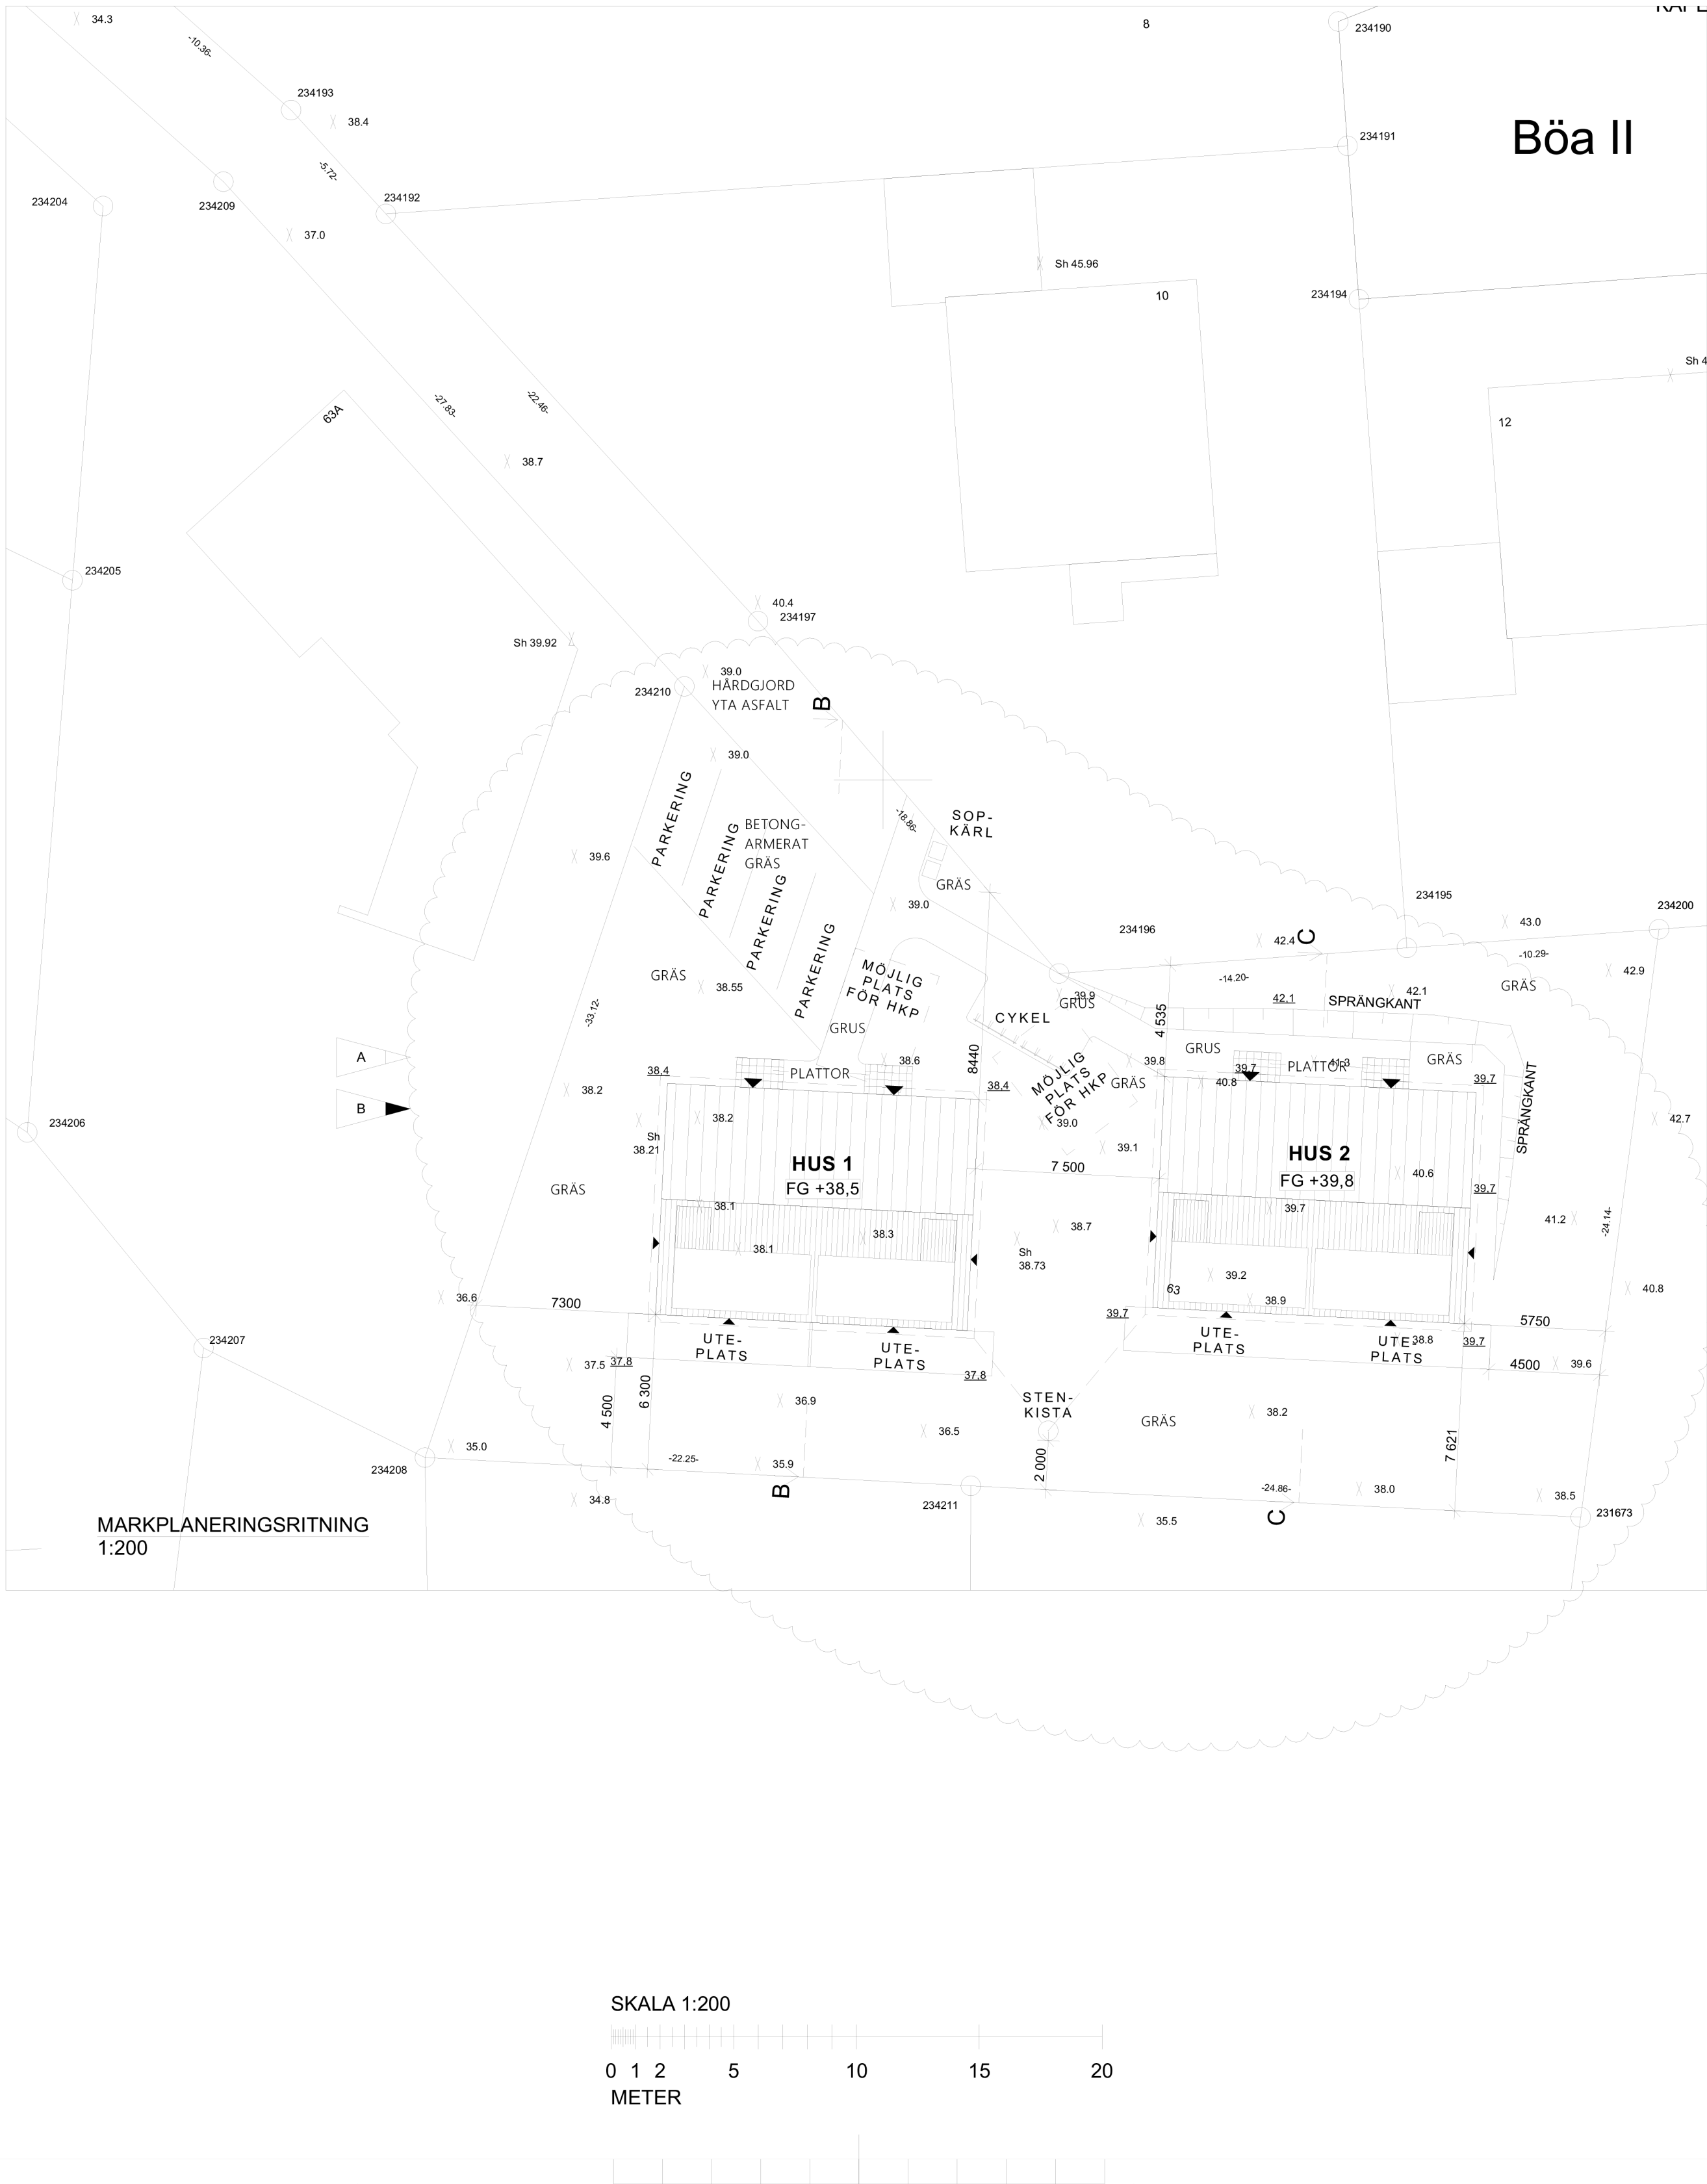 34.3
-10.36-
8
234190
234193
38.4
234191
Böa II
-5.72-
234204
234209
234192
37.0
Sh 45.96
10
234194
Sh 4
63A
-27.83-
-22.46-
12
38.7
234205
40.4
234197
Sh 39.92
39.0
234210
HÅRDGJORD
YTA ASFALT
B
39.0
PARKERING
PARKERING
PARKERING
PARKERING
BETONG-
ARMERAT
GRÄS
-18.86-
SOP-
KÄRL
39.6
GRÄS
39.0
234195
234200
234196
43.0
42.4
C
-10.29-
42.9
-14.20-
GRÄS
38.55
MÖJLIG
PLATS
FÖR HKP
39.9
GRUS
42.1
42.1
SPRÄNGKANT
GRÄS
-33.12-
GRUS
CYKEL
4 535
A
38.6
8440
MÖJLIG
PLATS
FÖR HKP
39.8
GRUS
39.7
PLATTOR
41.3
GRÄS
38.4
PLATTOR
38.4
GRÄS
40.8
39.7
SPRÄNGKANT
B
38.2
38.2
39.0
42.7
234206
Sh
38.21
39.1
HUS 1
FG +38,5
7 500
HUS 2
FG +39,8
40.6
39.7
GRÄS
38.1
38.3
38.1
38.7
39.7
41.2
-24.14-
Sh
38.73
39.2
63
38.9
40.8
36.6
7300
39.7
5750
234207
UTE-
PLATS
UTE-
PLATS
UTE-
PLATS
UTE-
PLATS
38.8
39.7
37.5
37.8
37.8
4500
39.6
4 500
6 300
36.9
36.5
STEN-
KISTA
GRÄS
38.2
35.0
-22.25-
35.9
2 000
7 621
234208
B
34.8
234211
-24.86-
C
38.0
38.5
35.5
231673
MARKPLANERINGSRITNING
1:200
SKALA 1:200
0 1 2 5 10 15 20
METER